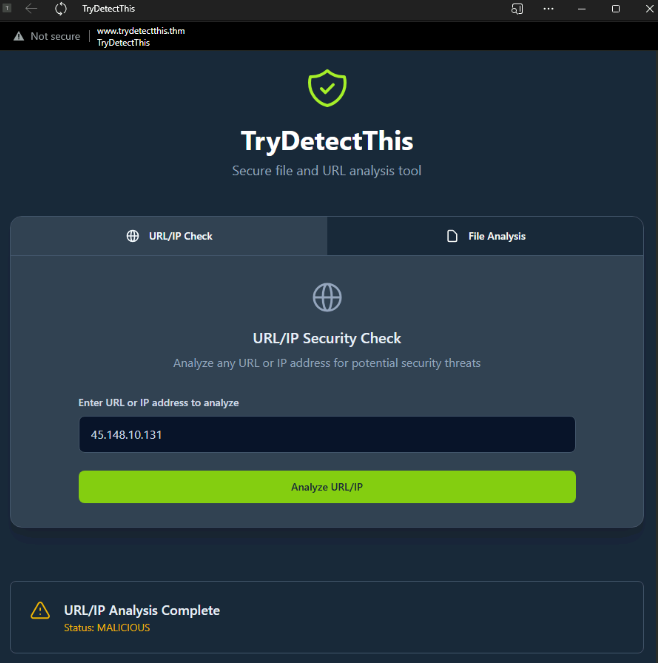 1
TryDetectThis
Not secure
www.trydetectthis.thm
TryDetectThis
TryDetectThis
Secure file and URL analysis tool
URL/IP Check
File Analysis
URL/IP Security Check
Analyze any URL or IP address for potential security threats
Enter URL or IP address to analyze
45.148.10.131
Analyze URL/IP
URL/IP Analysis Complete
Status: MALICIOUS